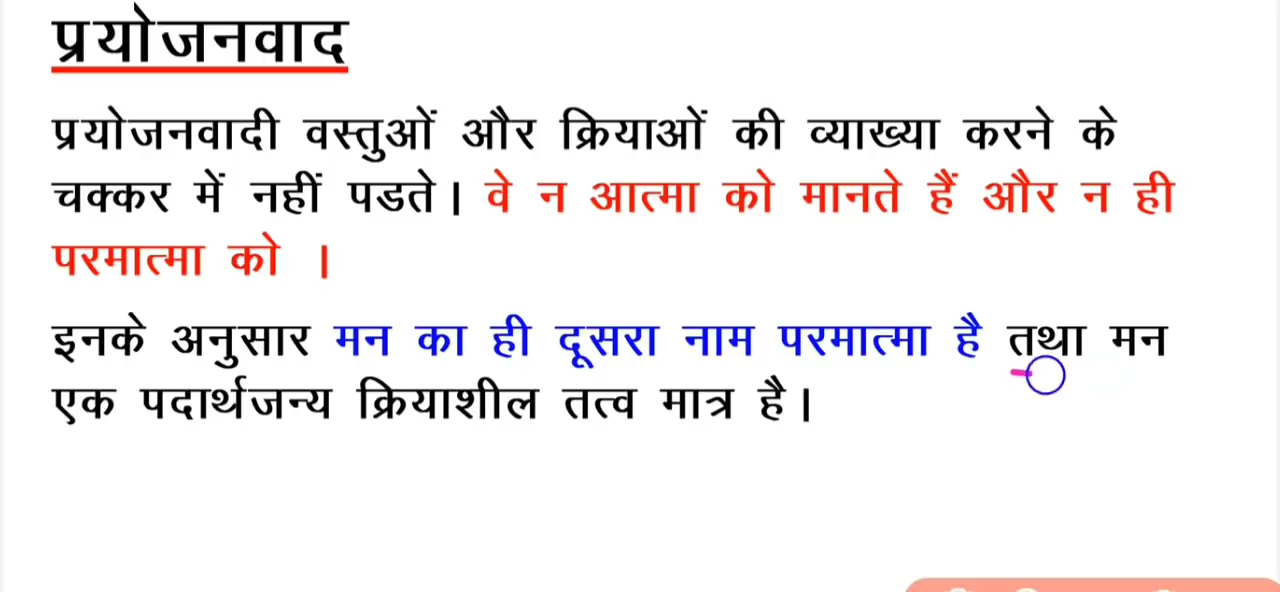 प्रयोजनवाद
प्रयोजनवादी वस्तुओं और क्रियाओं की व्याख्या करने के
चक्कर में नहीं पडते। वे न आत्मा को मानते हैं और न ही
परमात्मा को ।
इनके अनुसार मन का ही दूसरा नाम परमात्मा है तथा मन
एक पदार्थजन्य क्रियाशील तत्व मात्र है।